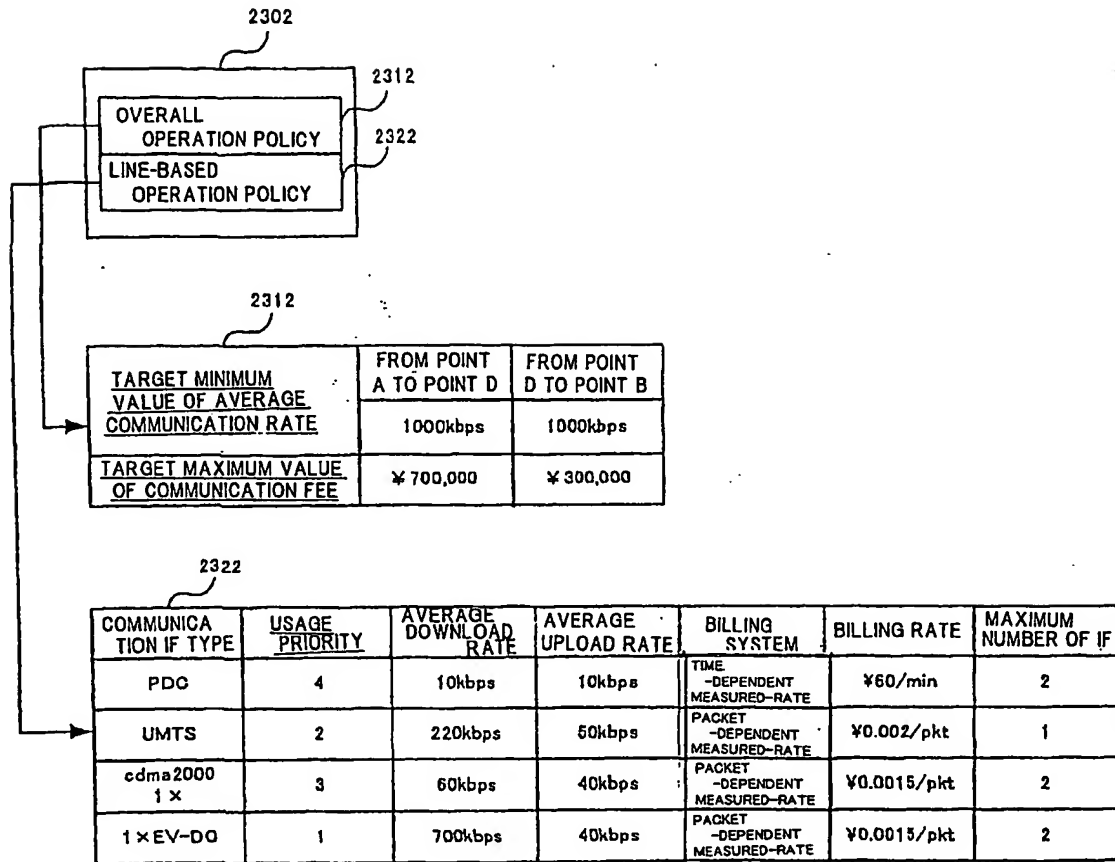 2302
2312
OVERALL
OPERATION POLICY
2322
LINE-BASED
OPERATION POLICY
2312
TARGET MINIMUM
VALUE OF AVERAGE
COMMUNICATION RATE
FROM POINT
A TO POINT D
FROM POINT
D TO POINT B
1000kbps
1000kbps
TARGET MAXIMUM VALUE
OF COMMUNICATION FEE
¥700,000
¥300,000
2322
COMMUNICA
TION IF TYPE
USAGE
PRIORITY
AVERAGE
DOWNLOAD
RATE
AVERAGE
UPLOAD RATE
BILLING
SYSTEM
BILLING RATE
MAXIMUM
NUMBER OF IF
PDC
4
10kbps
10kbps
TIME
-DEPENDENT
MEASURED-RATE
¥60/min
2
UMTS
2
220kbps
50kbps
PACKET
-DEPENDENT
MEASURED-RATE
¥0.002/pkt
1
cdma2000
1×
3
60kbps
40kbps
PACKET
-DEPENDENT
MEASURED-RATE
¥0.0015/pkt
2
1×EV-DO
1
700kbps
40kbps
PACKET
-DEPENDENT
MEASURED-RATE
¥0.0015/pkt
2